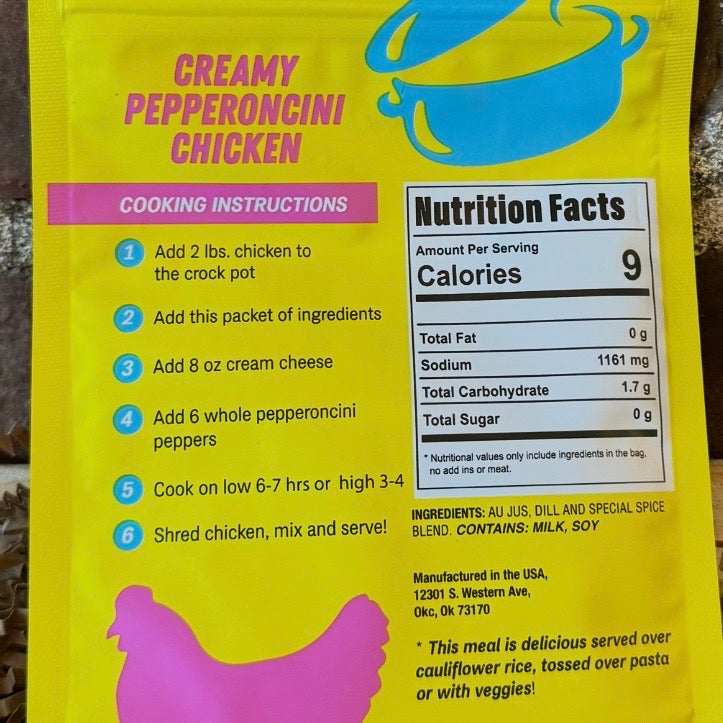 CREAMY
PEPPERONCINI
CHICKEN
COOKING INSTRUCTIONS
1 Add 2 lbs. chicken to
the crock pot
2 Add this packet of ingredients
3 Add 8 oz cream cheese
4 Add 6 whole pepperoncini
peppers
5 Cook on low 6-7 hrs or high 3-4
6 Shred chicken, mix and serve!
Nutrition Facts
Amount Per Serving
Calories 9
Total Fat 0 g
Sodium 1161 mg
Total Carbohydrate 1.7 g
Total Sugar 0 g
* Nutritional values only include ingredients in the bag,
no add ins or meat.
INGREDIENTS: AU JUS, DILL AND SPECIAL SPICE
BLEND. CONTAINS: MILK, SOY
Manufactured in the USA,
12301 S. Western Ave,
Okc, Ok 73170
* This meal is delicious served over
cauliflower rice, tossed over pasta
or with veggies!